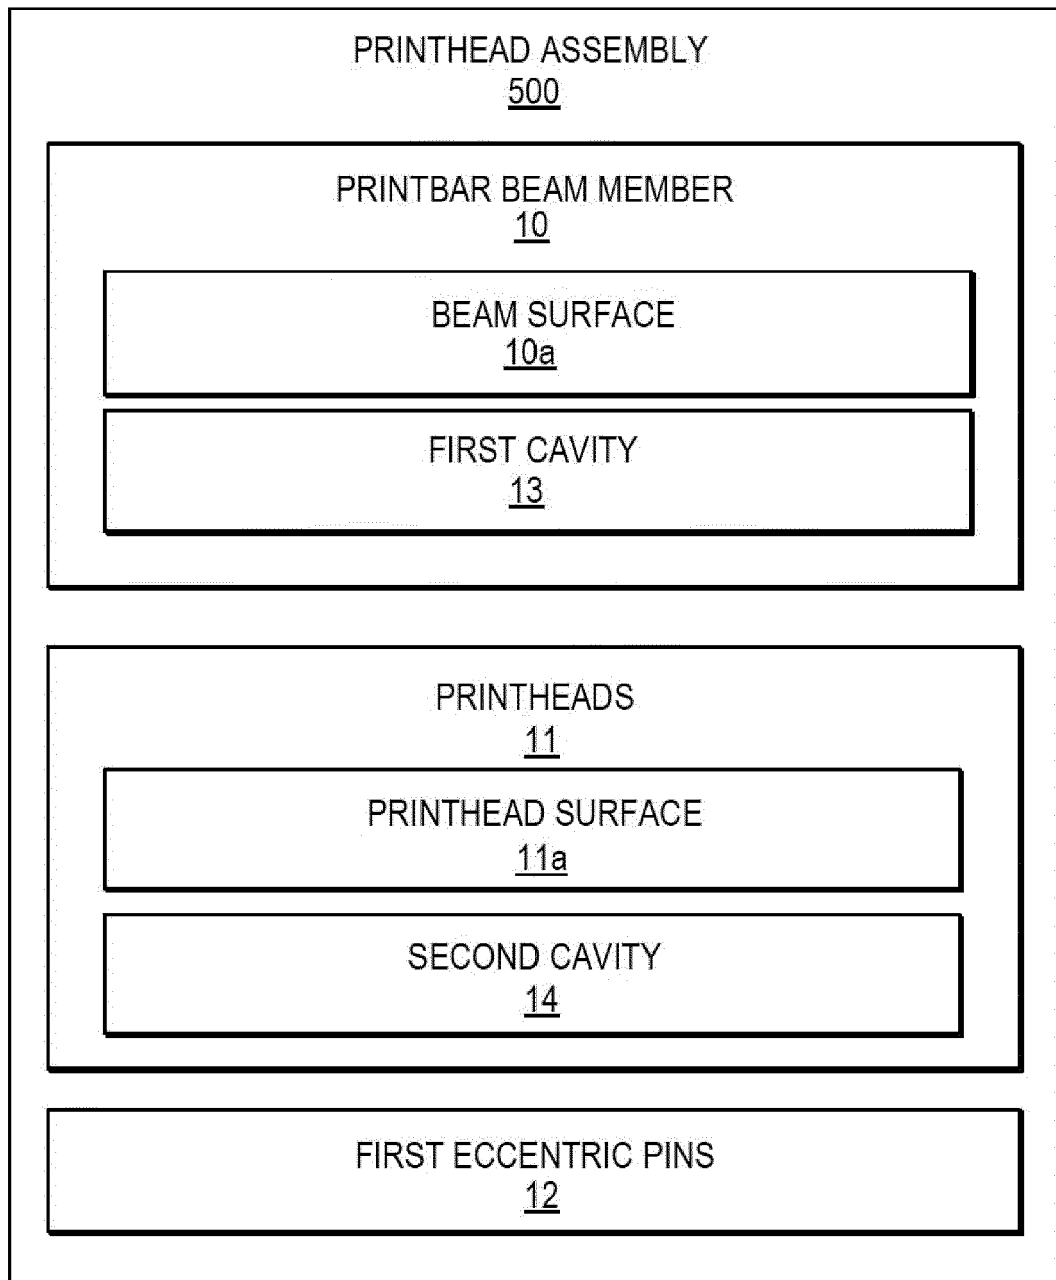 PRINTHEAD ASSEMBLY
500
PRINTBAR BEAM MEMBER
10
BEAM SURFACE
10a
FIRST CAVITY
13
PRINTHEADS
11
PRINTHEAD SURFACE
11a
SECOND CAVITY
14
FIRST ECCENTRIC PINS
12